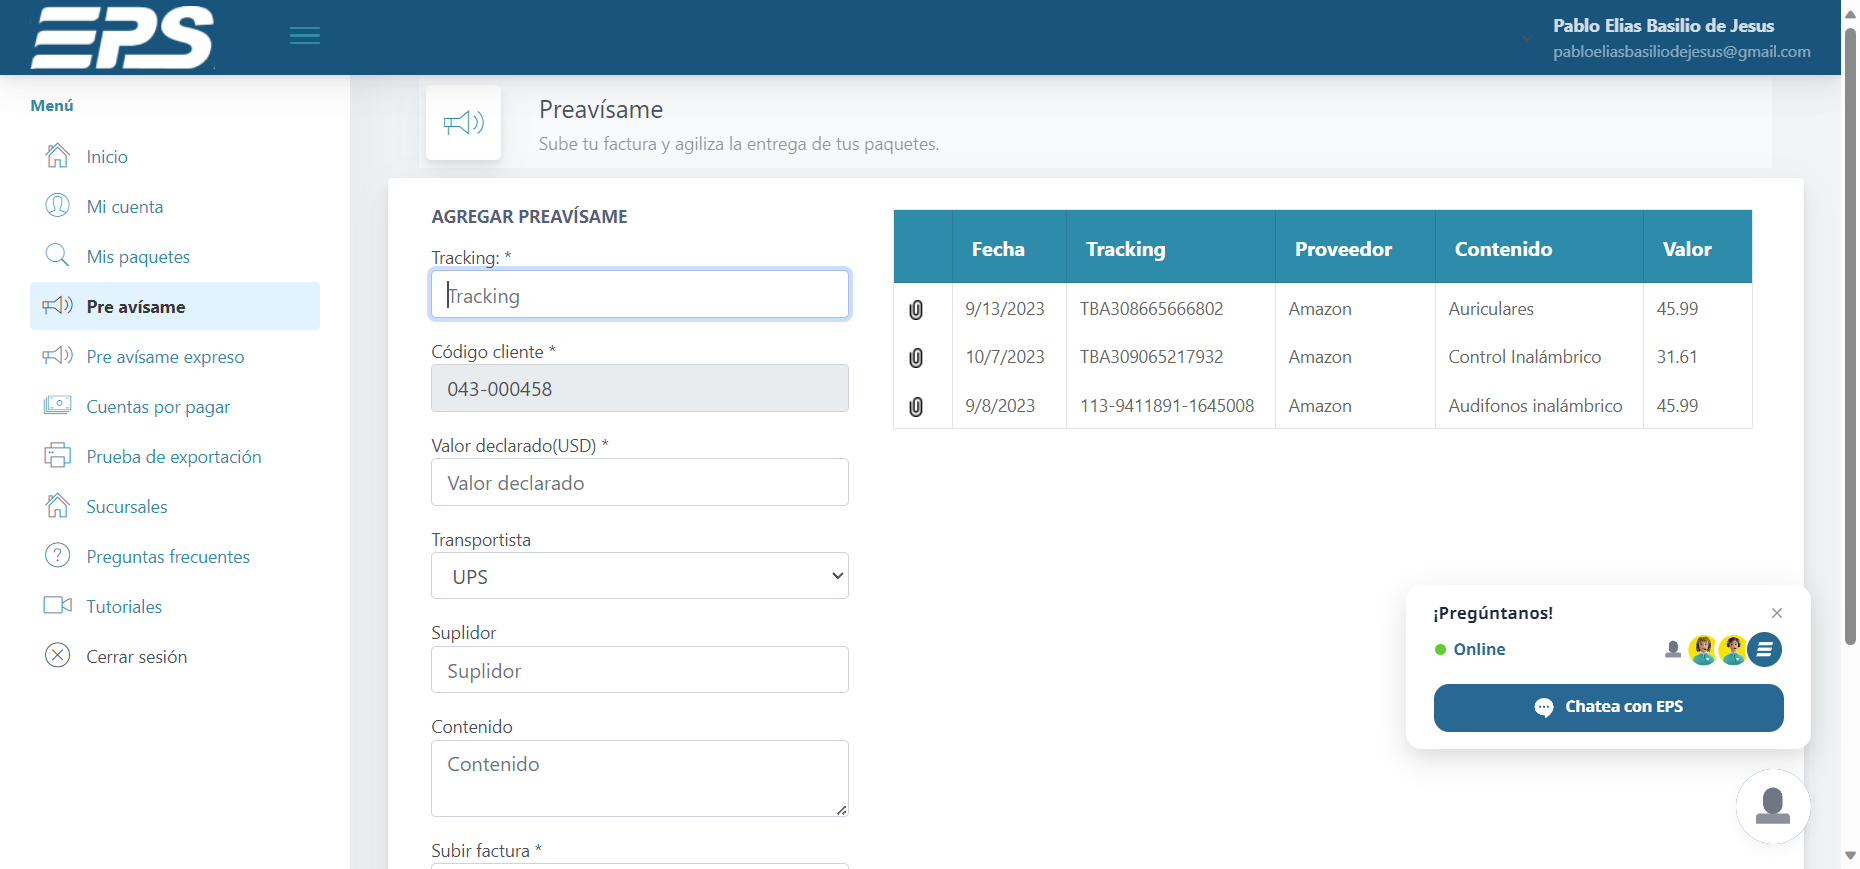 EPS
Pablo Elias Basilio de Jesus
pabloeliasbasiliodejesus@gmail.com
Menú
Inicio
Mi cuenta
Mis paquetes
Pre avísame
Pre avísame expreso
Cuentas por pagar
Prueba de exportación
Sucursales
Preguntas frecuentes
Tutoriales
Cerrar sesión
Preavísame
Sube tu factura y agiliza la entrega de tus paquetes.
AGREGAR PREAVÍSAME
Tracking: *
Tracking
Código cliente *
043-000458
Valor declarado(USD) *
Valor declarado
Transportista
UPS
Suplidor
Suplidor
Contenido
Contenido
Subir factura *
Fecha Tracking Proveedor Contenido Valor
9/13/2023 TBA308665666802 Amazon Auriculares 45.99
10/7/2023 TBA309065217932 Amazon Control Inalámbrico 31.61
9/8/2023 113-9411891-1645008 Amazon Audifonos inalámbrico 45.99
¡Pregúntanos!
Online
Chatea con EPS